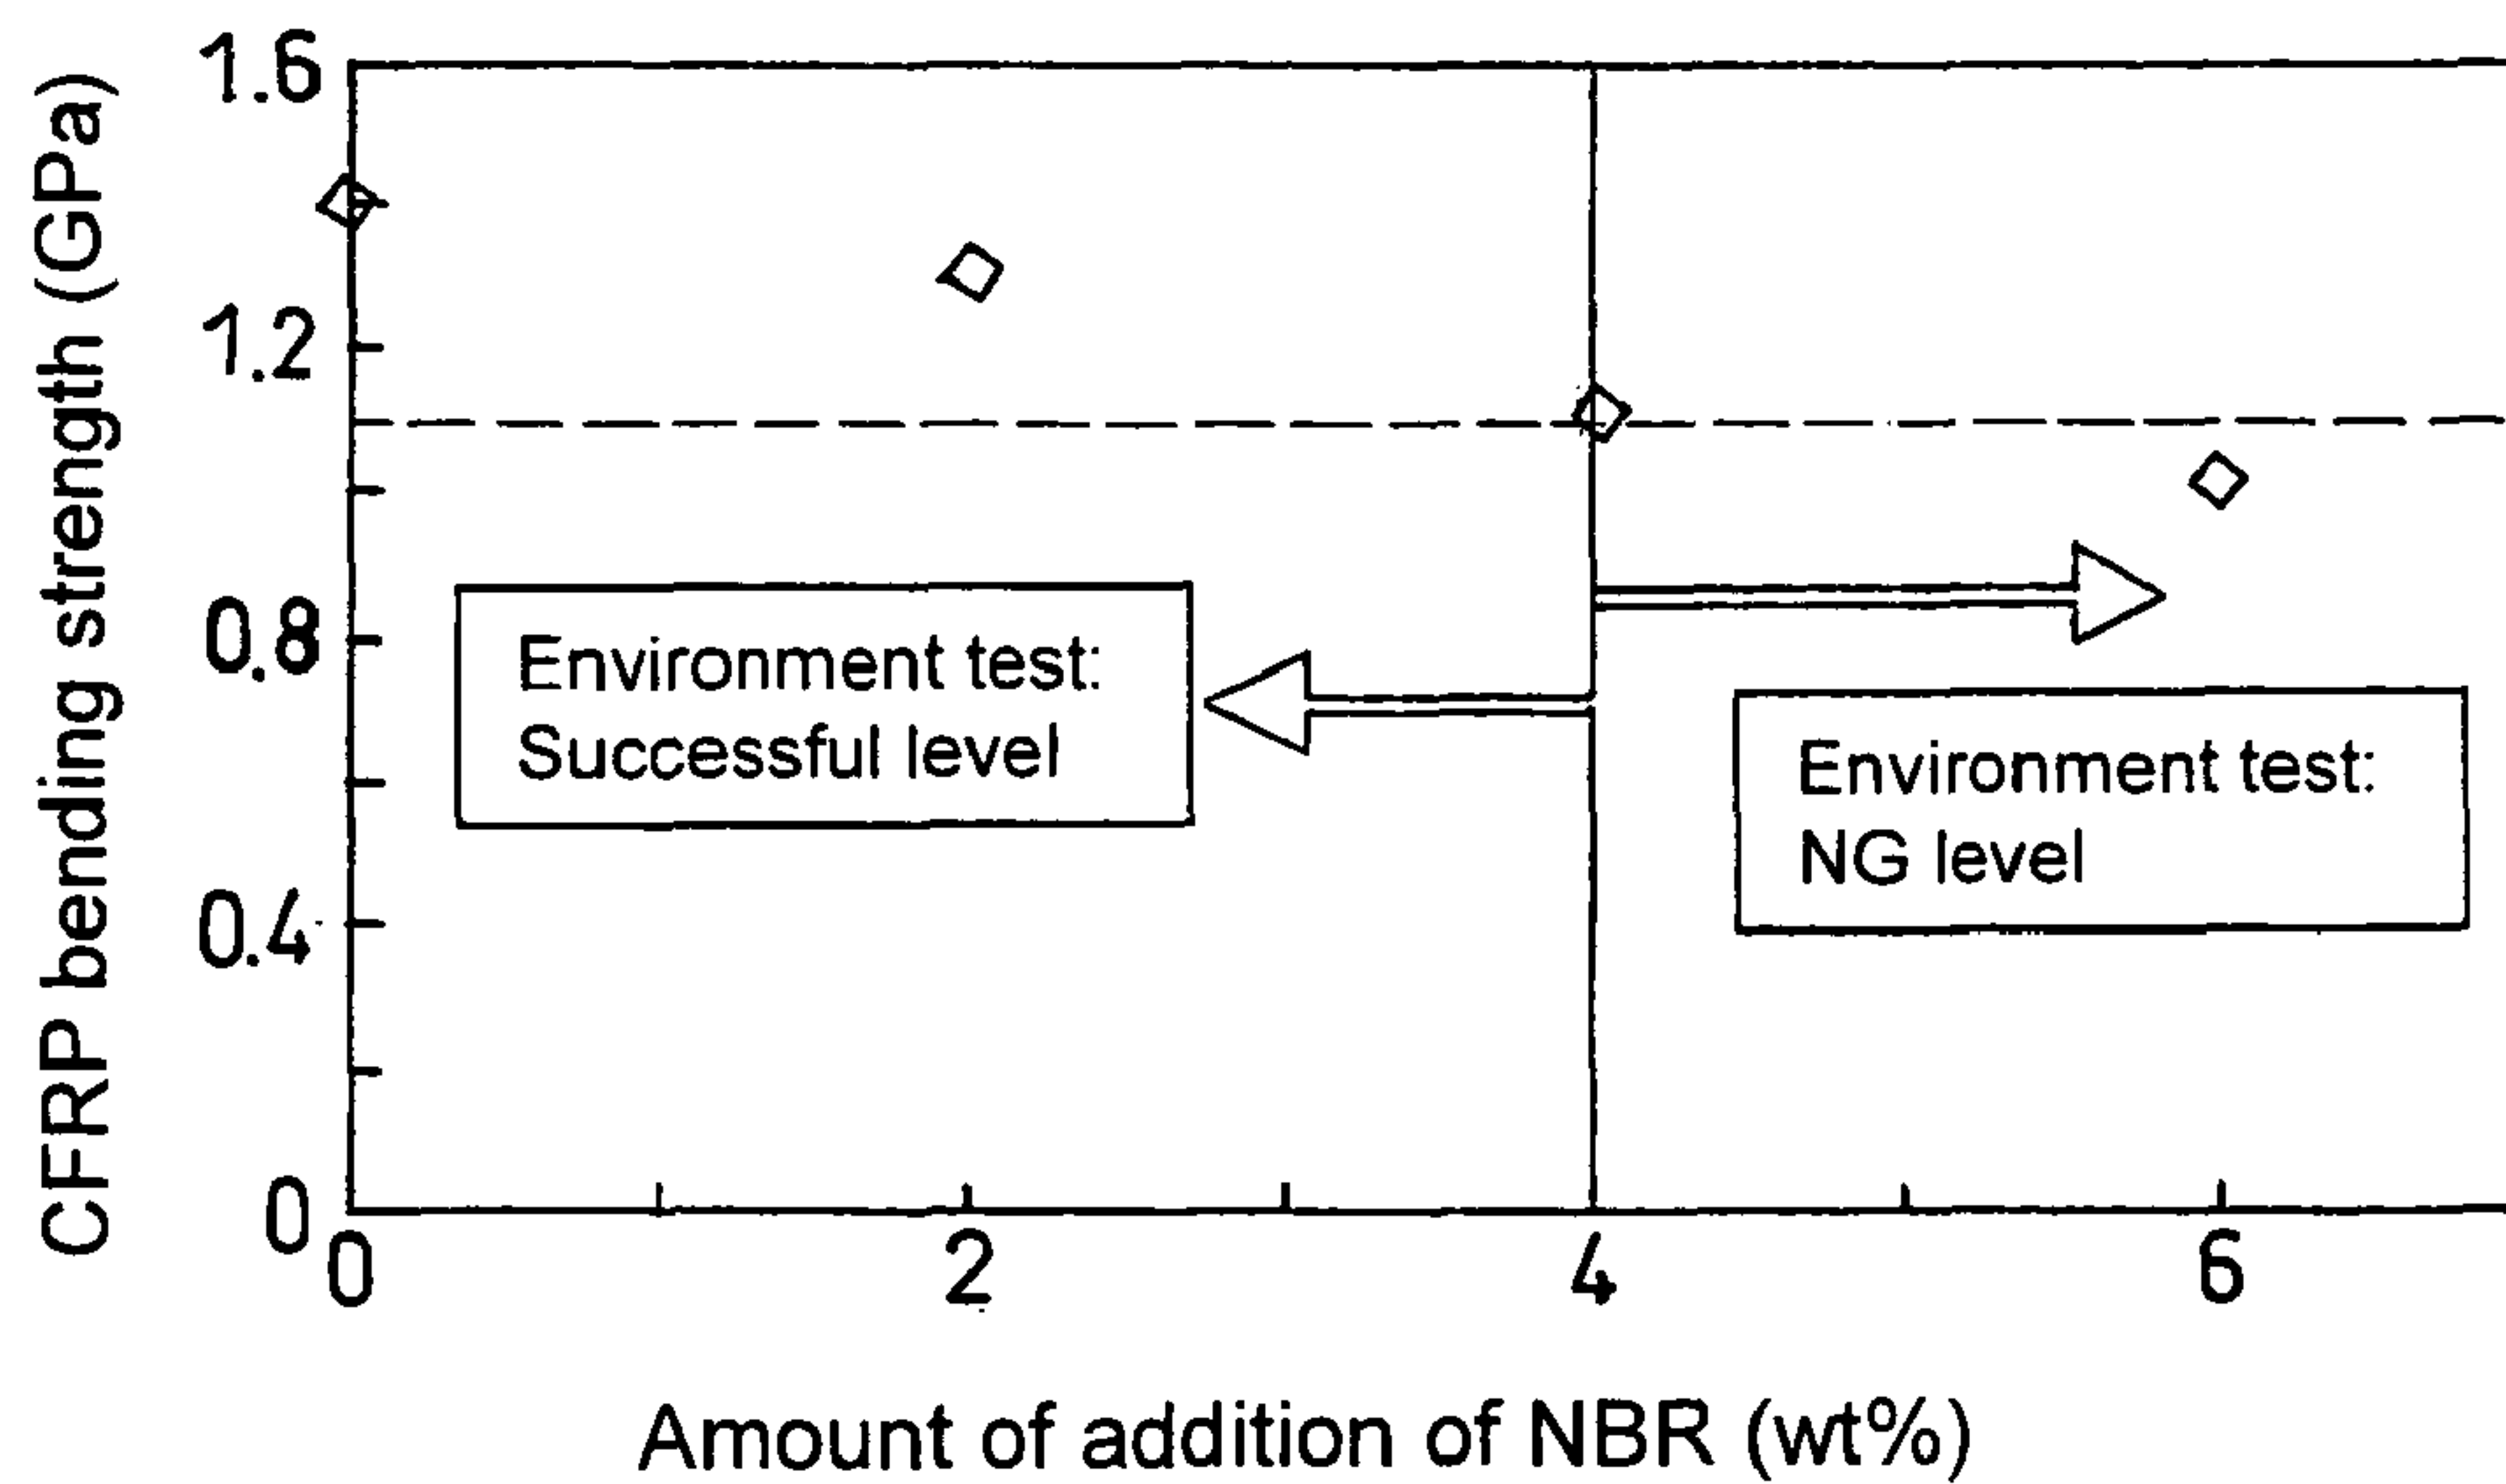 CFRP bending strength (GPa)
1.6
1.2
0.8
0.4
0
Environment test:
Successful level
Environment test:
NG level
0 2 4 6
Amount of addition of NBR (wt%)